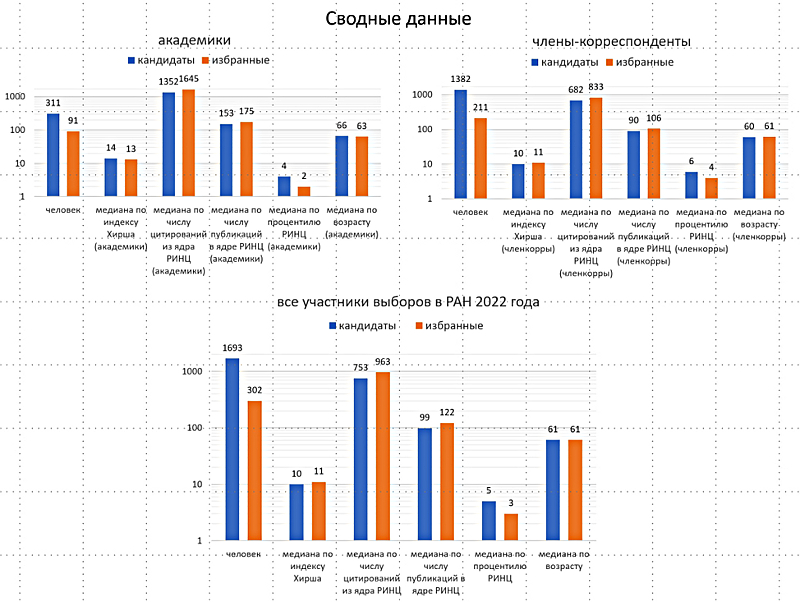 Сводные данные
академики
кандидаты избранные
1000
100
10
1
311
91
14
13
1352
1645
153
175
4
2
66
63
человек
медиана по
индексу
Хирша
(академики)
медиана по
числу
цитирований
из ядра
РИНЦ
(академики)
медиана по
числу
публикаций
в ядре РИНЦ
(академики)
медиана по
процентилю
РИНЦ
(академики)
медиана по
возрасту
(академики)
члены-корреспонденты
кандидаты избранные
1000
100
10
1
1382
211
10
11
682
833
90
106
6
4
60
61
человек
медиана по
индексу
Хирша
(членкорры)
медиана по
числу
цитирований
из ядра
РИНЦ
(членкорры)
медиана по
числу
публикаций
в ядре РИНЦ
(членкорры)
медиана по
процентилю
РИНЦ
(членкорры)
медиана по
возрасту
(членкорры)
все участники выборов в РАН 2022 года
кандидаты избранные
1000
100
10
1
1693
302
10
11
753
963
99
122
5
3
61
61
человек
медиана по
индексу
Хирша
медиана по
числу
цитирований
из ядра РИНЦ
медиана по
числу
публикаций в
ядре РИНЦ
медиана по
процентилю
РИНЦ
медиана по
возрасту